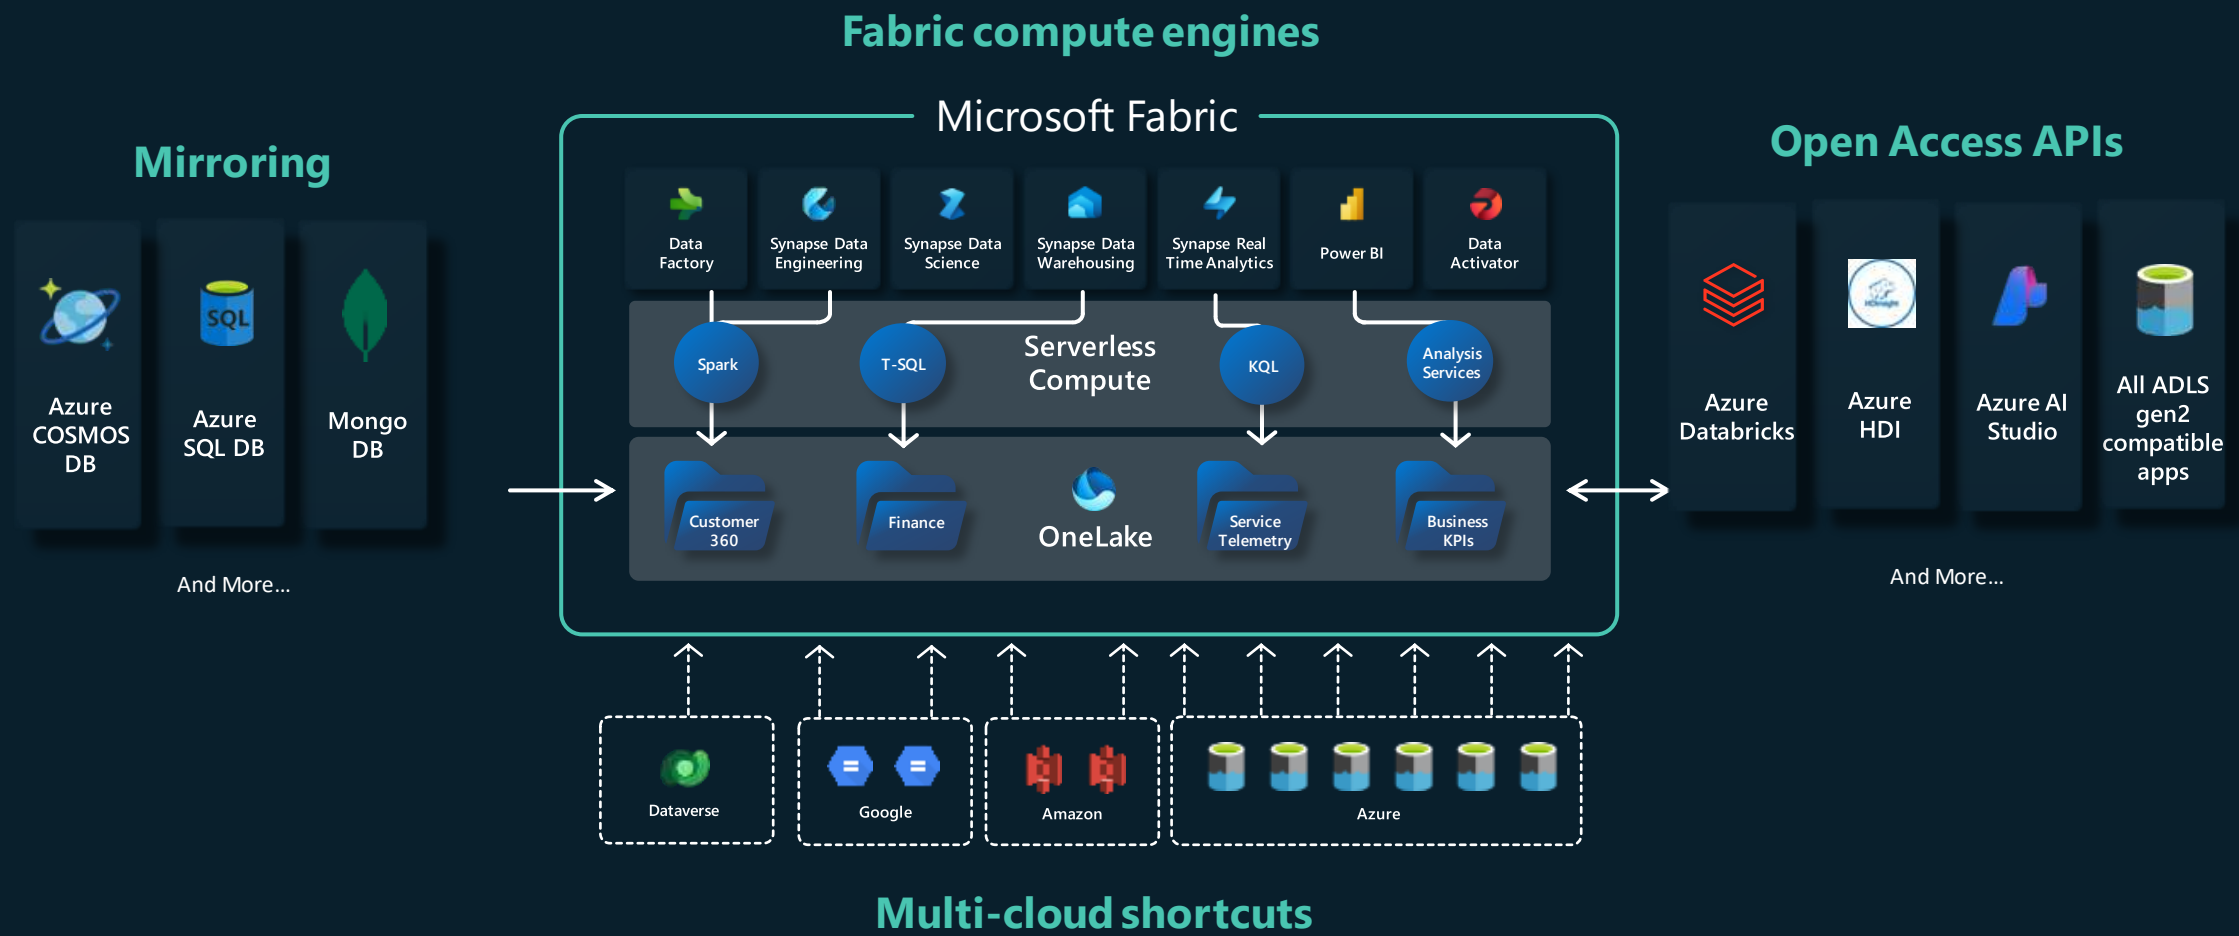 Fabric compute engines
Microsoft Fabric
Mirroring
Open Access APIs
Data
Factory
Synapse Data
Engineering
Synapse Data
Science
Synapse Data
Warehousing
Synapse Real
Time Analytics
Power BI
Data
Activator
Spark
T-SQL
Serverless
Compute
KQL
Analysis
Services
Customer
360
Finance
OneLake
Service
Telemetry
Business
KPIs
Azure
COSMOS
DB
SQL
Azure
SQL DB
Mongo
DB
And More...
Azure
Databricks
HDInsight
Azure
HDI
Azure AI
Studio
All ADLS
gen2
compatible
apps
And More...
Dataverse
Google
Amazon
Azure
Multi-cloud shortcuts